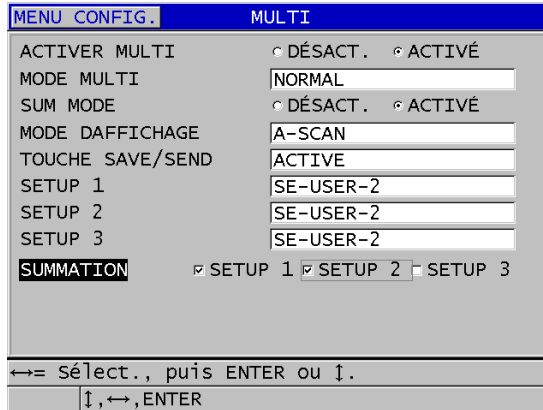 MENU CONFIG. MULTI
ACTIVER MULTI DÉSACT. ACTIVÉ
MODE MULTI NORMAL
SUM MODE DÉSACT. ACTIVÉ
MODE DAFFICHAGE A-SCAN
TOUCHE SAVE/SEND ACTIVE
SETUP 1 SE-USER-2
SETUP 2 SE-USER-2
SETUP 3 SE-USER-2
SUMMATION SETUP 1 SETUP 2 SETUP 3
↔= Sélect., puis ENTER ou ↕.
↕,↔,ENTER